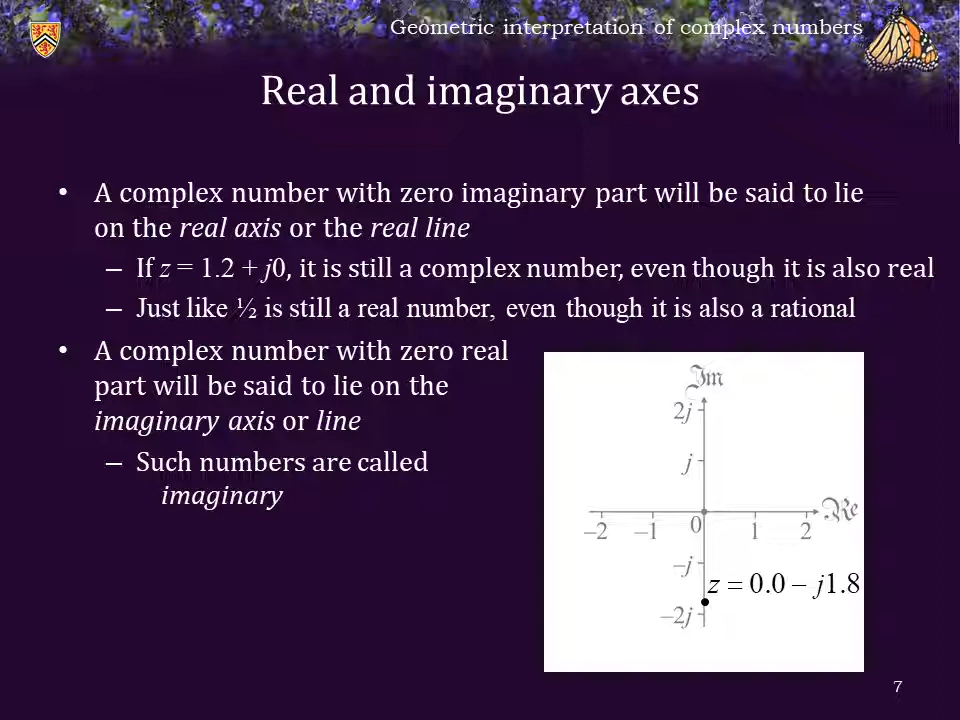 Geometric interpretation of complex numbers
Real and imaginary axes
• A complex number with zero imaginary part will be said to lie
on the real axis or the real line
– If z = 1.2 + j0, it is still a complex number, even though it is also real
– Just like ½ is still a real number, even though it is also a rational
• A complex number with zero real
part will be said to lie on the
imaginary axis or line
– Such numbers are called
imaginary
ℑm
2j
j
ℜe
−2 −1 0 1 2
−j
z = 0.0 − j1.8
−2j
7